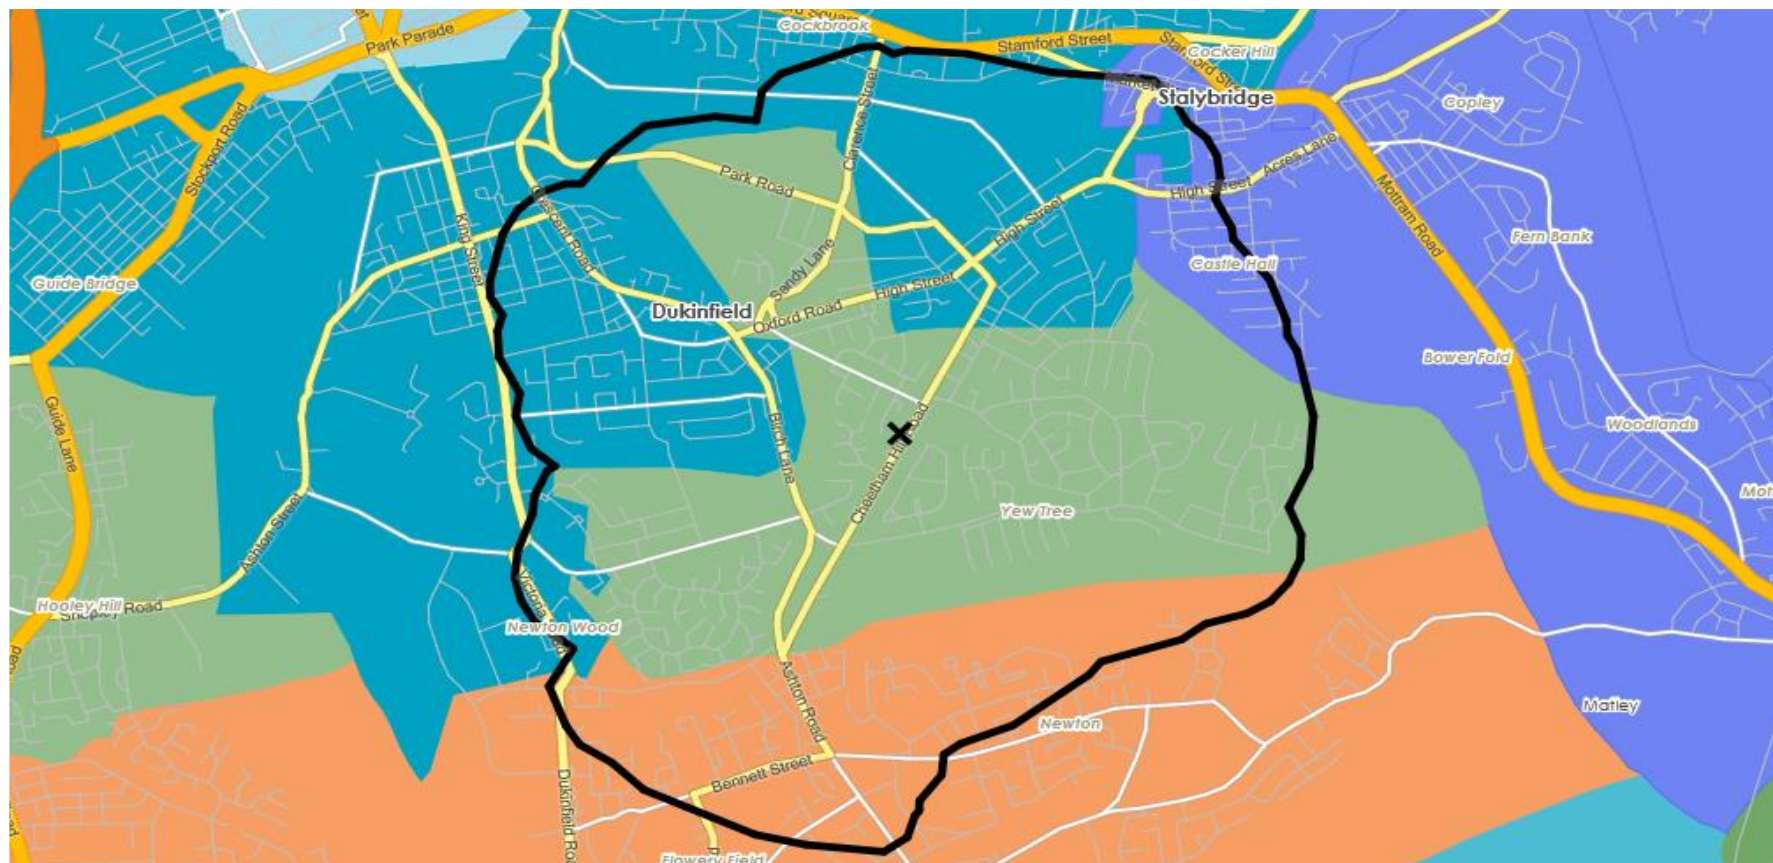 Cockbrook
Park Parade
Stamford Street
Cocker Hill
Stalybridge
Copley
Stockport Road
Clarence Street
Acres Lane
High Street
Park Road
Mottram Road
Crescent Road
King Street
High Street
Fern Bank
Guide Bridge
Sandy Lane
Castle Hall
High Street
Dukinfield
Oxford Road
Bower Fold
Guide Lane
Birch Lane
Woodlands
Cheetham Hill Road
Yew Tree
Ashton Street
Hooley Hill
Road
Newton Wood
Ashton Road
Newton
Matley
Bennett Street
Dukinfield
Flowery Field